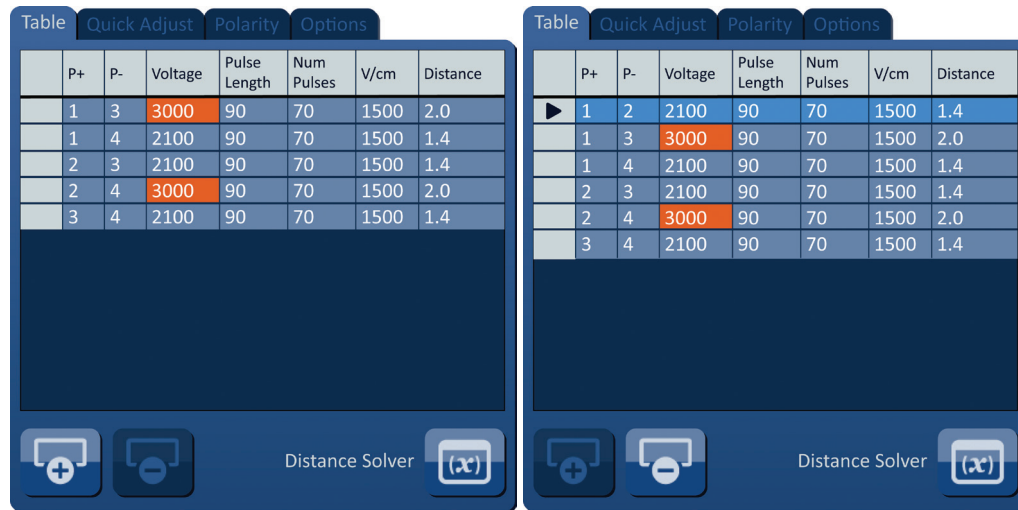 Table Quick Adjust Polarity Options
P+ P- Voltage Pulse Length Num Pulses V/cm Distance
1 3 3000 90 70 1500 2.0
1 4 2100 90 70 1500 1.4
2 3 2100 90 70 1500 1.4
2 4 3000 90 70 1500 2.0
3 4 2100 90 70 1500 1.4
Distance Solver (x)
Table Quick Adjust Polarity Options
P+ P- Voltage Pulse Length Num Pulses V/cm Distance
1 2 2100 90 70 1500 1.4
1 3 3000 90 70 1500 2.0
1 4 2100 90 70 1500 1.4
2 3 2100 90 70 1500 1.4
2 4 3000 90 70 1500 2.0
3 4 2100 90 70 1500 1.4
Distance Solver (x)